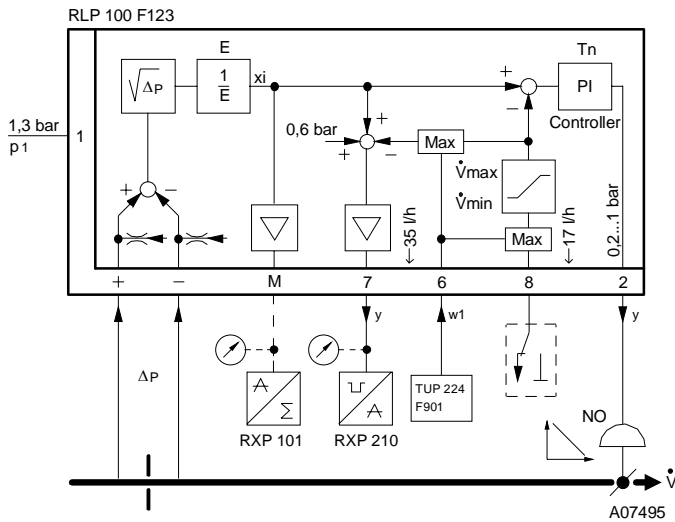 RLP 100 F123
E
Tn
√ΔP
1
E
xi
+
PI
−
1,3 bar
p1
1
0,6 bar
+
+
−
Max
Controller
V̇max
V̇min
+
−
35 l/h
Max
17 l/h
0,2...1 bar
+
−
M
7
6
8
2
y
w1
y
ΔP
A
Σ
A
TUP 224
F901
NO
RXP 101
RXP 210
V̇
A07495